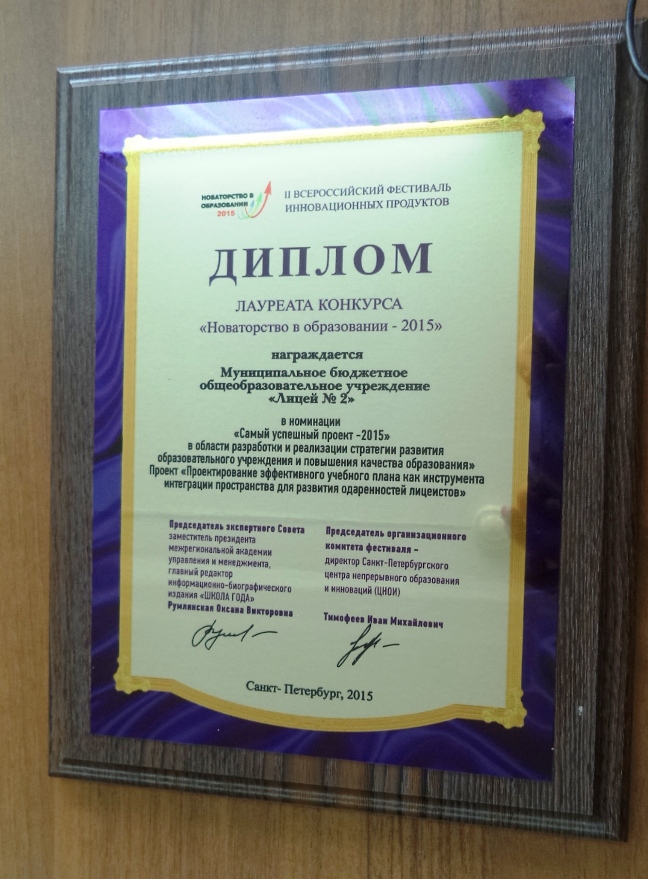 НОВАТОРСТВО В
ОБРАЗОВАНИИ
2015
II ВСЕРОССИЙСКИЙ ФЕСТИВАЛЬ
ИННОВАЦИОННЫХ ПРОДУКТОВ
ДИПЛОМ
ЛАУРЕАТА КОНКУРСА
«Новаторство в образовании - 2015»
награждается
Муниципальное бюджетное
общеобразовательное учреждение
«Лицей № 2»
в номинации
«Самый успешный проект -2015»
в области разработки и реализации стратегии развития
образовательного учреждения и повышения качества образования»
Проект «Проектирование эффективного учебного плана как инструмента
интеграции пространства для развития одаренностей лицеистов»
Председатель экспертного Совета
заместитель президента
межрегиональной академии
управления и менеджмента,
главный редактор
информационно-биографического
издания «ШКОЛА ГОДА»
Румлянская Оксана Викторовна
Председатель организационного
комитета фестиваля –
директор Санкт-Петербургского
центра непрерывного образования
и инноваций (ЦНОИ)
Тимофеев Иван Михайлович
Санкт- Петербург, 2015